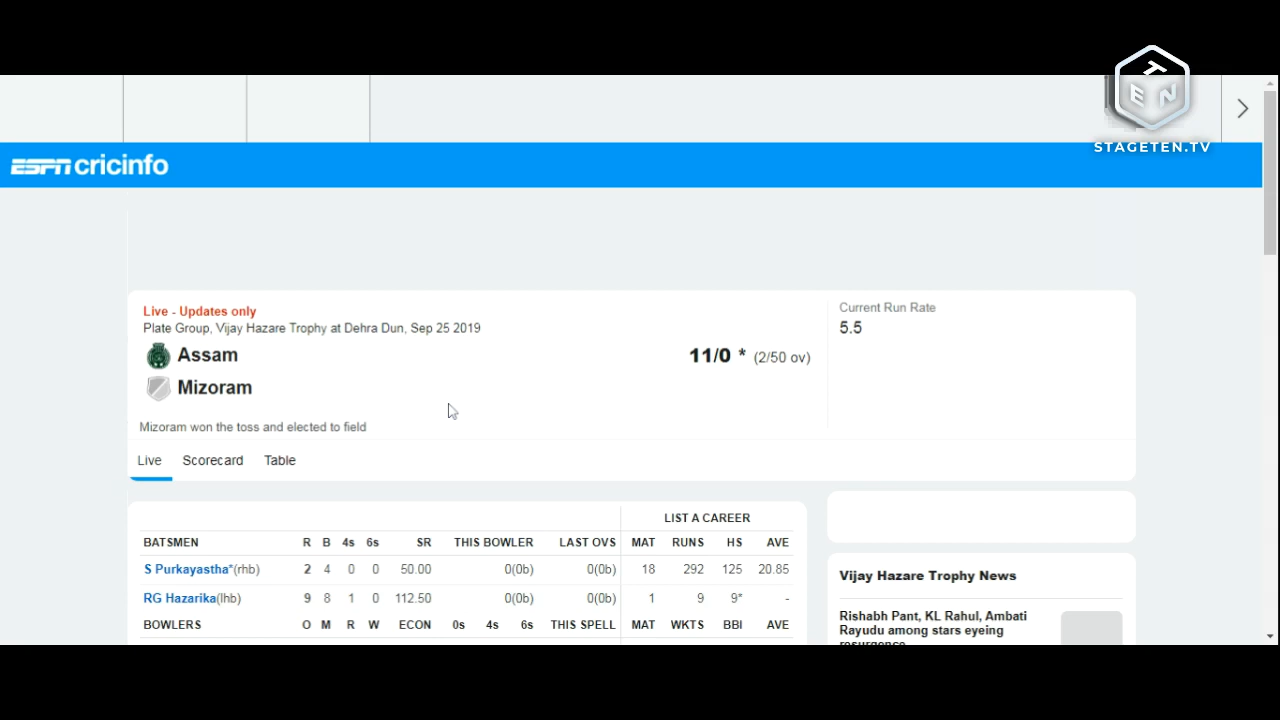 TEN
STAGETEN.TV
ESPN cricinfo
Live - Updates only
Plate Group, Vijay Hazare Trophy at Dehra Dun, Sep 25 2019
Assam 11/0 * (2/50 ov)
Mizoram
Mizoram won the toss and elected to field
Current Run Rate
5.5
Live Scorecard Table
LIST A CAREER
BATSMEN R B 4s 6s SR THIS BOWLER LAST OVS MAT RUNS HS AVE
S Purkayastha*(rhb) 2 4 0 0 50.00 0(0b) 0(0b) 18 292 125 20.85
RG Hazarika(lhb) 9 8 1 0 112.50 0(0b) 0(0b) 1 9 9* -
BOWLERS O M R W ECON 0s 4s 6s THIS SPELL MAT WKTS BBI AVE
Vijay Hazare Trophy News
Rishabh Pant, KL Rahul, Ambati
Rayudu among stars eyeing
resurgence